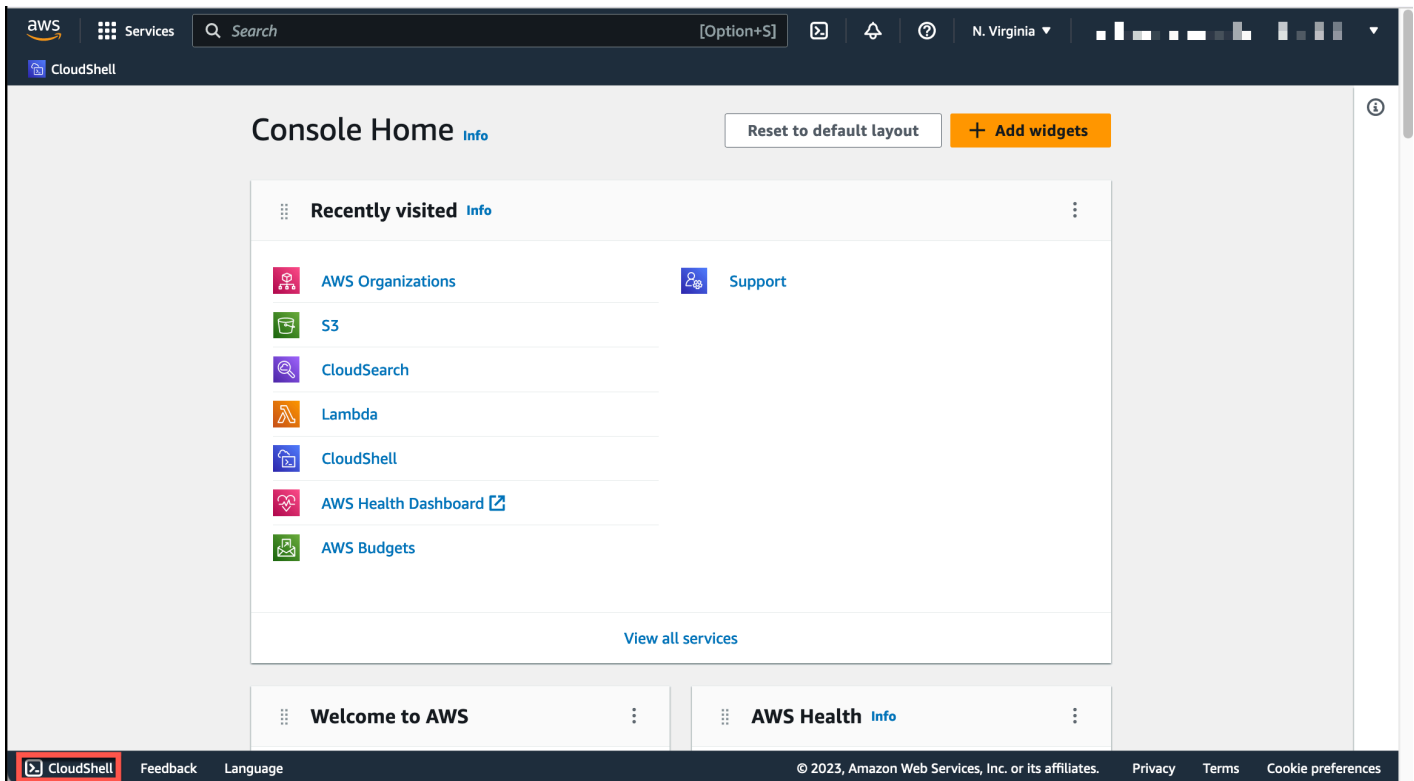 aws Services Search [Option+S] N. Virginia
CloudShell
Console Home Info Reset to default layout + Add widgets
Recently visited Info
AWS Organizations
Support
S3
CloudSearch
Lambda
CloudShell
AWS Health Dashboard
AWS Budgets
View all services
Welcome to AWS
AWS Health Info
CloudShell Feedback Language © 2023, Amazon Web Services, Inc. or its affiliates. Privacy Terms Cookie preferences